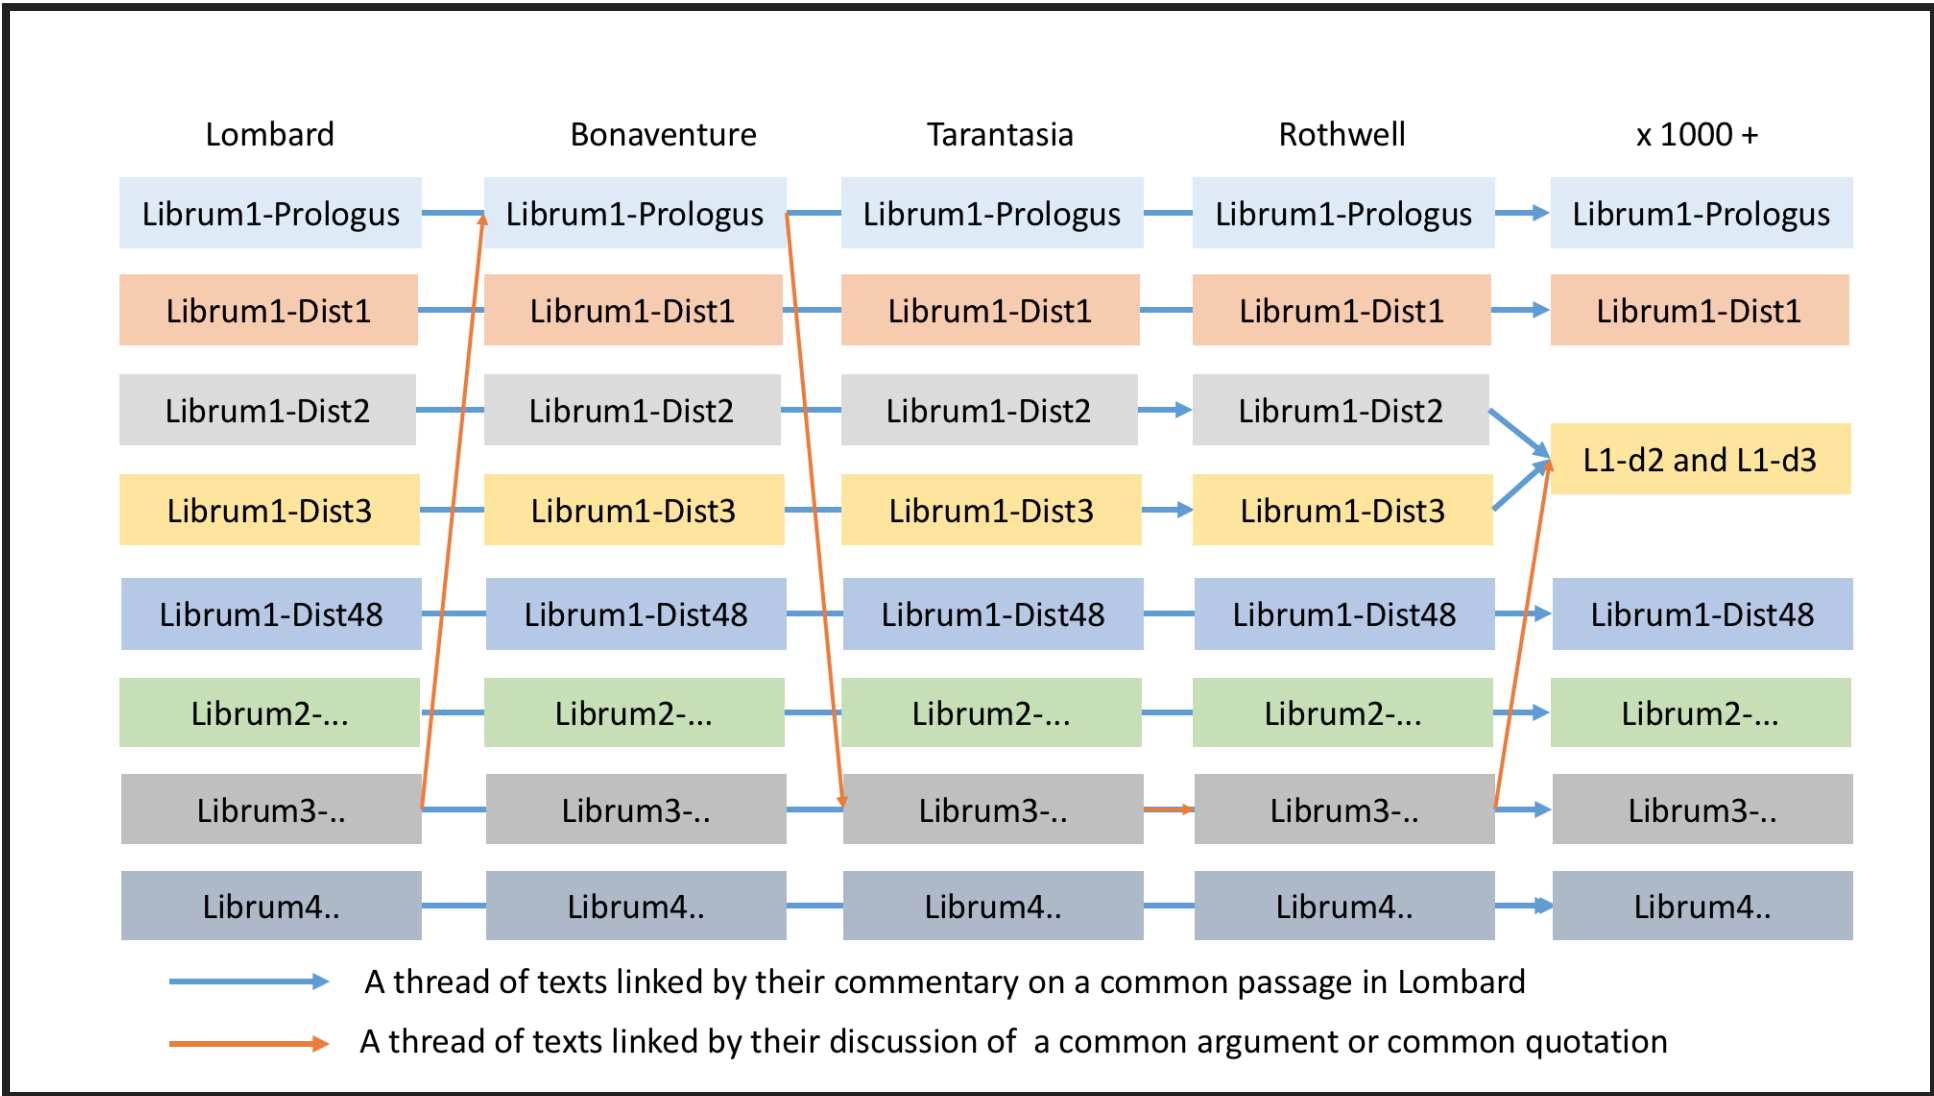 Lombard Bonaventure Tarantasia Rothwell x 1000 +
Librum1-Prologus Librum1-Prologus Librum1-Prologus Librum1-Prologus Librum1-Prologus
Librum1-Dist1 Librum1-Dist1 Librum1-Dist1 Librum1-Dist1 Librum1-Dist1
Librum1-Dist2 Librum1-Dist2 Librum1-Dist2 Librum1-Dist2
L1-d2 and L1-d3
Librum1-Dist3 Librum1-Dist3 Librum1-Dist3 Librum1-Dist3
Librum1-Dist48 Librum1-Dist48 Librum1-Dist48 Librum1-Dist48 Librum1-Dist48
Librum2-... Librum2-... Librum2-... Librum2-... Librum2-...
Librum3-.. Librum3-.. Librum3-.. Librum3-.. Librum3-..
Librum4.. Librum4.. Librum4.. Librum4.. Librum4..
A thread of texts linked by their commentary on a common passage in Lombard
A thread of texts linked by their discussion of a common argument or common quotation